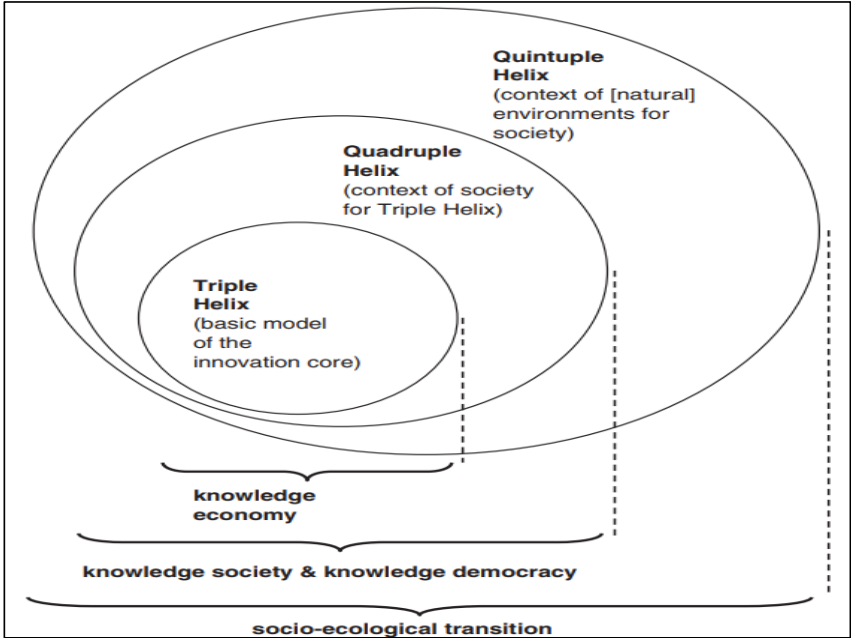 Quintuple
Helix
(context of [natural]
environments for
society)
Quadruple
Helix
(context of society
for Triple Helix)
Triple
Helix
(basic model
of the
innovation core)
knowledge
economy
knowledge society & knowledge democracy
socio-ecological transition